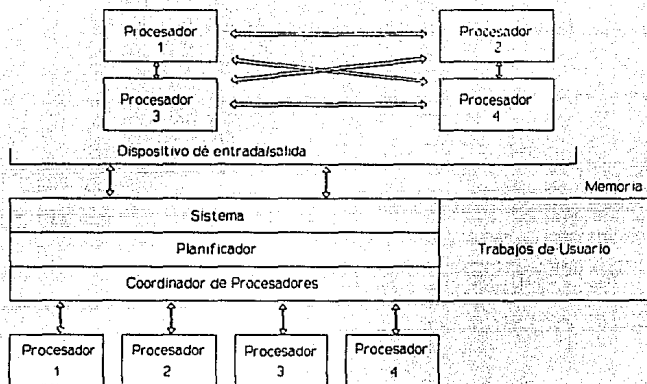 Procesador
1
Procesador
2
Procesador
3
Procesador
4
Dispositivo de entrada/salida
Memoria
Sistema
Planificador
Trabajos de Usuario
Coordinador de Procesadores
Procesador
1
Procesador
2
Procesador
3
Procesador
4